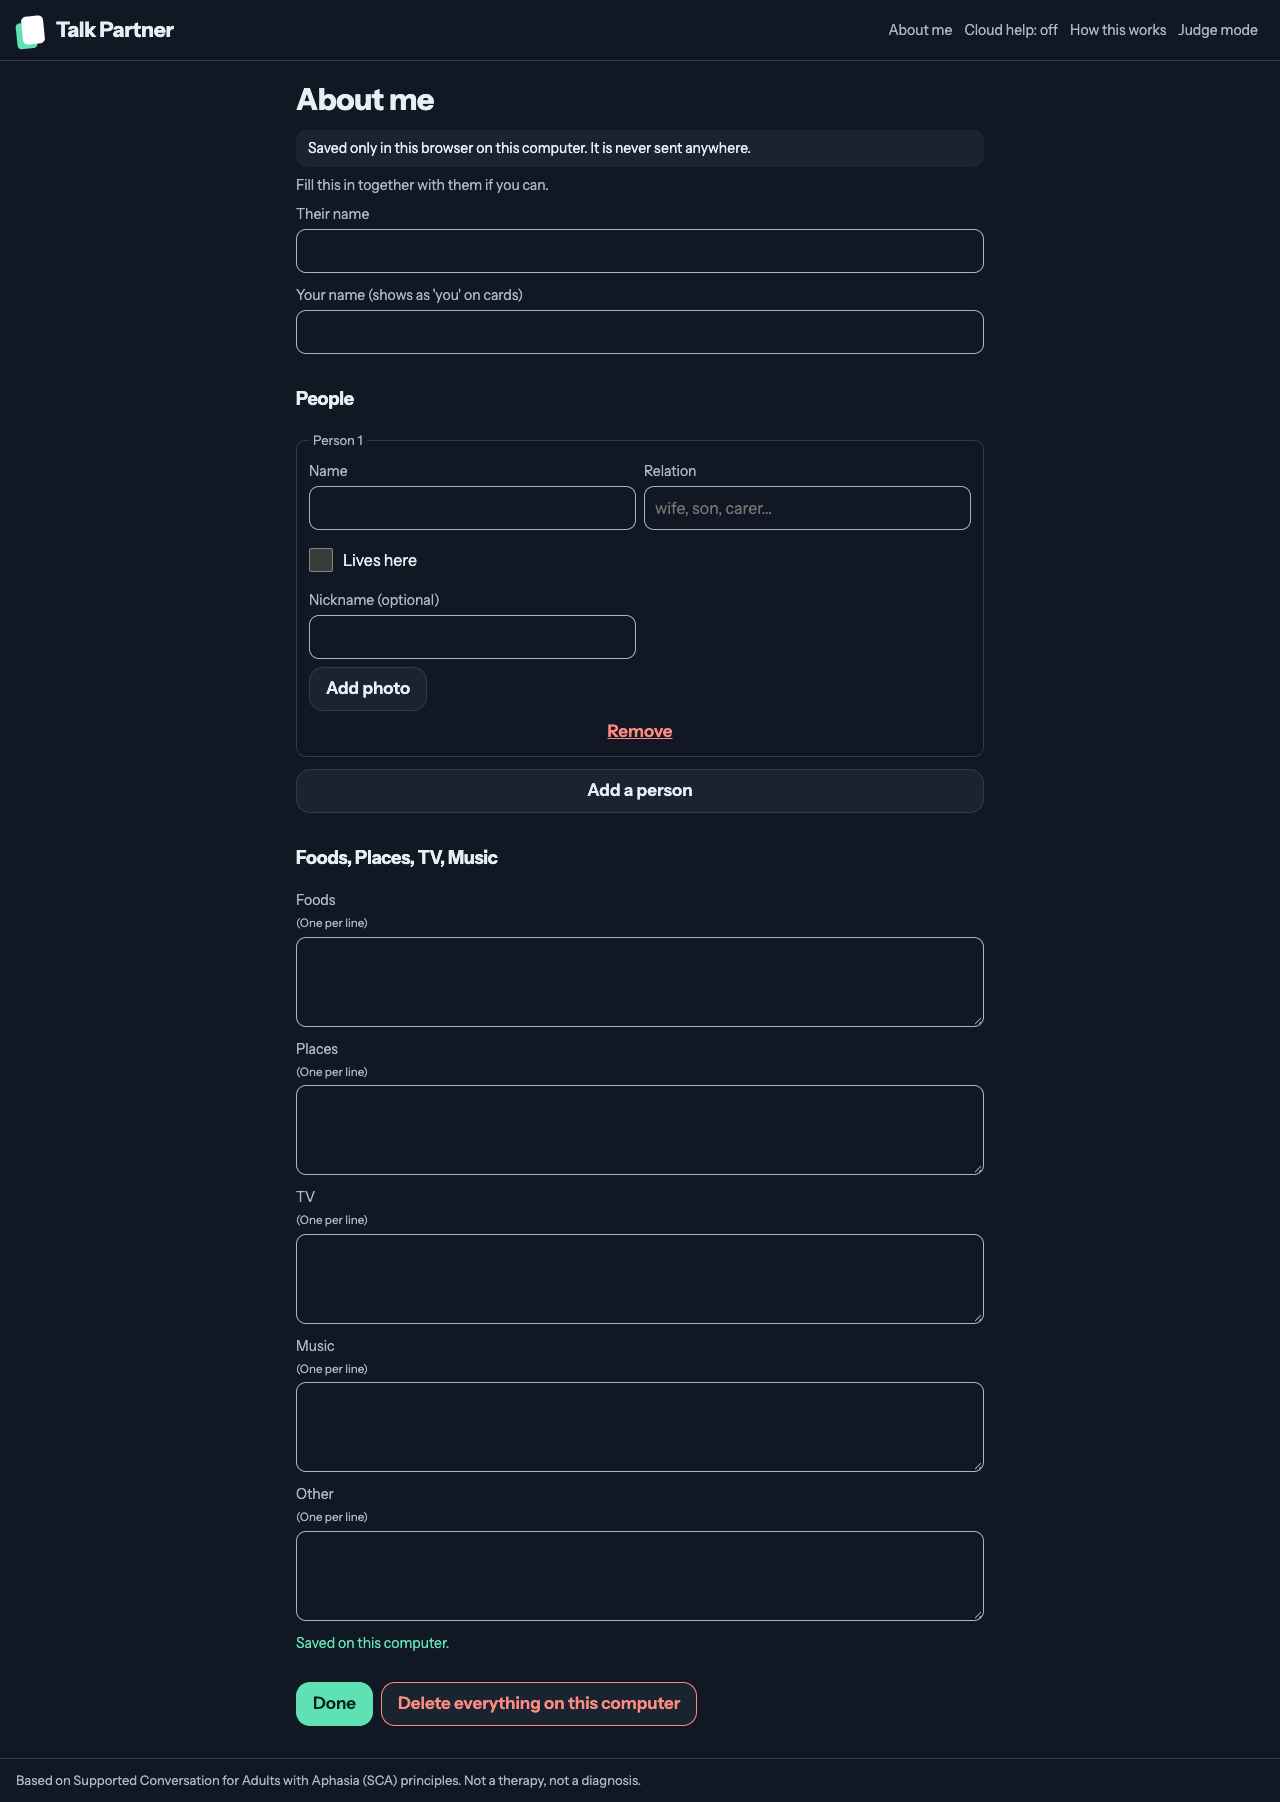 Talk Partner
About me Cloud help: off How this works Judge mode
About me
Saved only in this browser on this computer. It is never sent anywhere.
Fill this in together with them if you can.
Their name
Your name (shows as 'you' on cards)
People
Person 1
Name Relation
wife, son, carer...
Lives here
Nickname (optional)
Add photo
Remove
Add a person
Foods, Places, TV, Music
Foods
(One per line)
Places
(One per line)
TV
(One per line)
Music
(One per line)
Other
(One per line)
Saved on this computer.
Done Delete everything on this computer
Based on Supported Conversation for Adults with Aphasia (SCA) principles. Not a therapy, not a diagnosis.